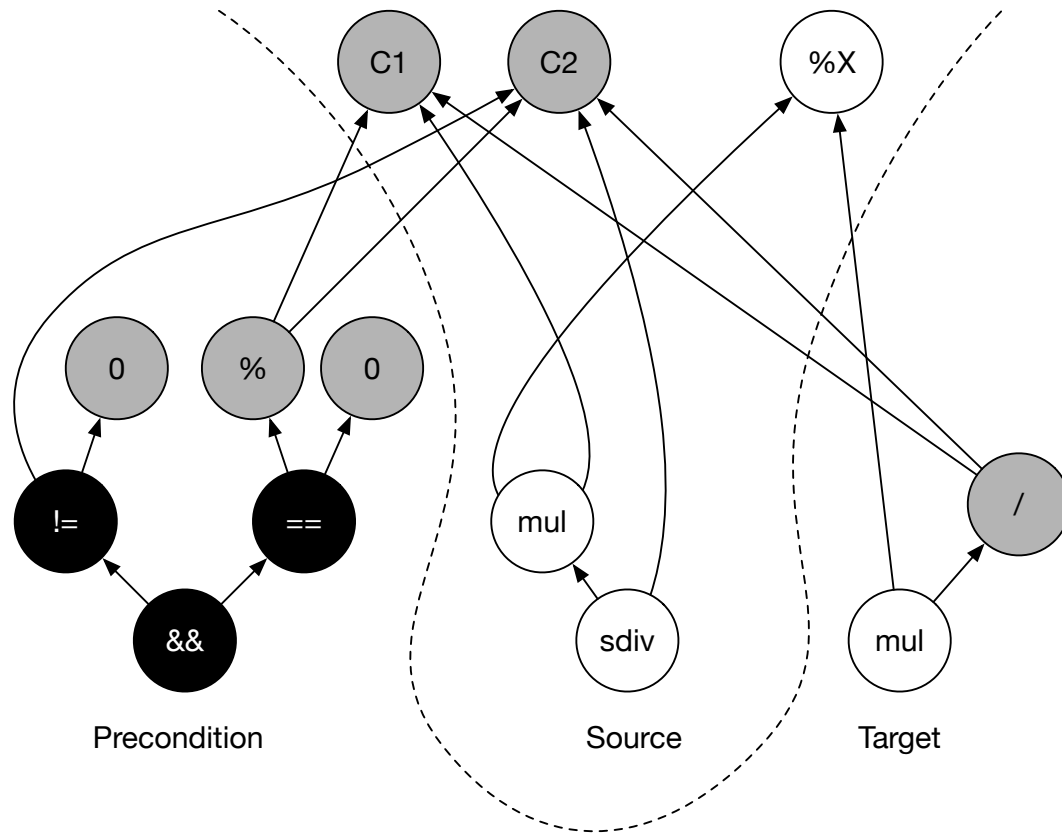 C1
C2
%X
0
%
0
!=
==
mul
/
&&
sdiv
mul
Precondition
Source
Target